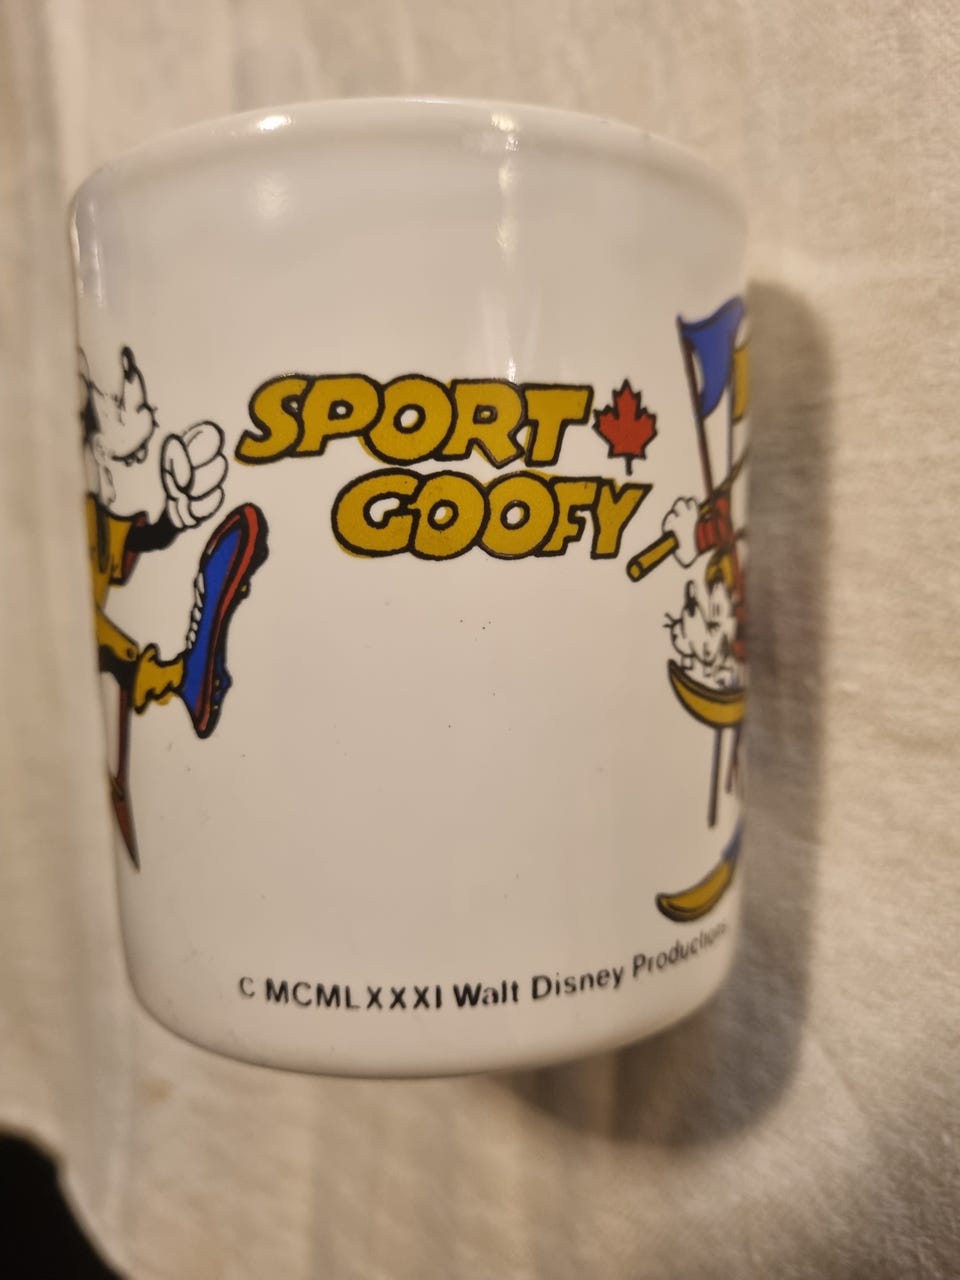 SPORT
GOOFY
C MCMLXXXI Walt Disney Productions